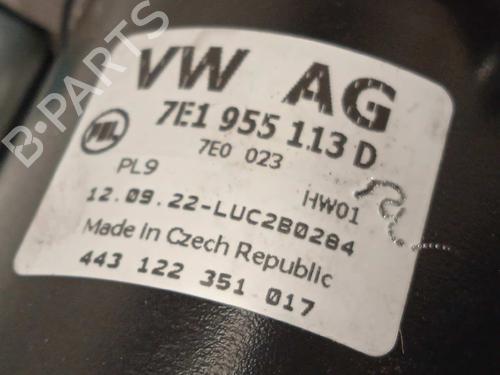 VW AG
7E1 955 113 D
7E0 023
PAL
PL9
HW01
12.09.22-LUC2B0284
Made In Czech Republic
443 122 351 017
B-PARTS